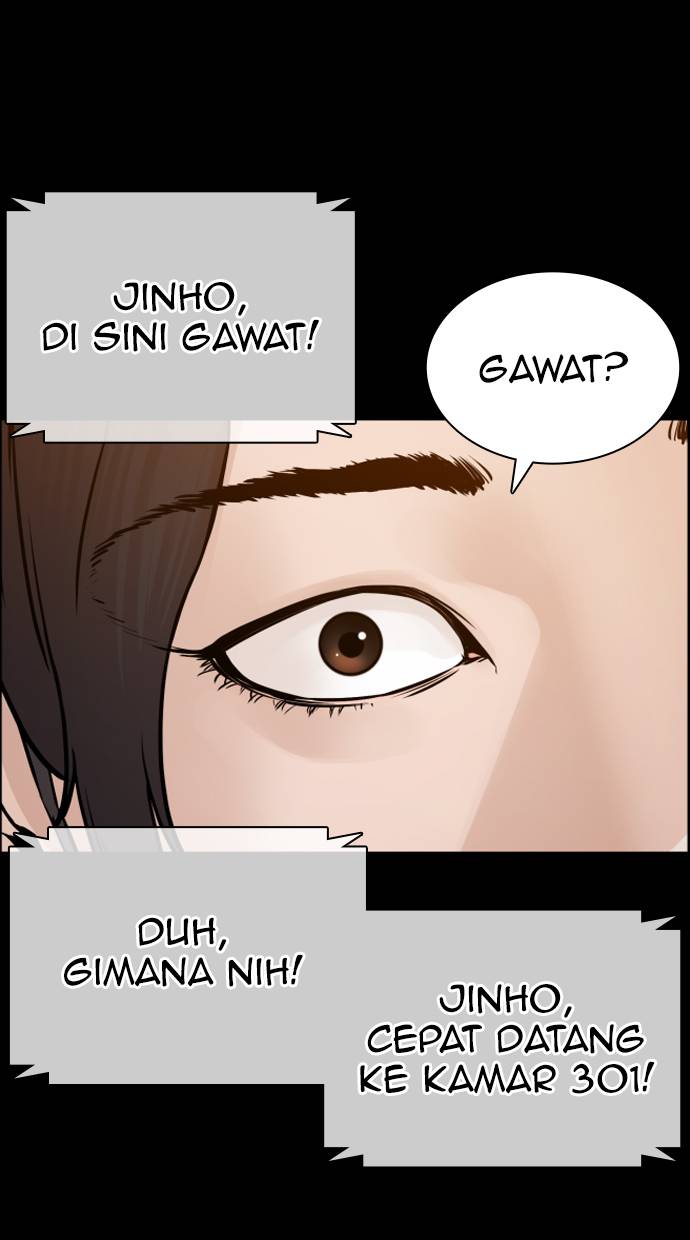 JINHO,
DI SINI GAWAT!
GAWAT?
DUH,
GIMANA NIH!
JINHO,
CEPAT DATANG
KE KAMAR 301!